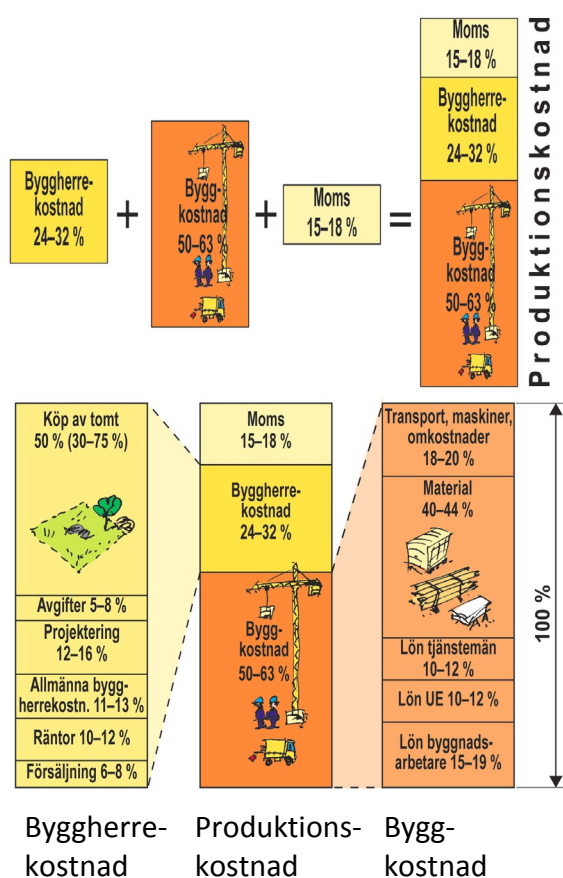 Byggherre-
kostnad
24–32 %
+
Bygg-
kostnad
50–63 %
+
Moms
15–18 %
=
Moms
15–18 %
Byggherre-
kostnad
24–32 %
Bygg-
kostnad
50–63 %
Produktionskostnad
Köp av tomt
50 % (30–75 %)
Avgifter 5–8 %
Projektering
12–16 %
Allmänna bygg-
herrekostn. 11–13 %
Räntor 10–12 %
Försäljning 6–8 %
Moms
15–18 %
Byggherre-
kostnad
24–32 %
Bygg-
kostnad
50–63 %
Transport, maskiner,
omkostnader
18–20 %
Material
40–44 %
Lön tjänstemän
10–12 %
Lön UE 10–12 %
Lön byggnads-
arbetare 15–19 %
100 %
Byggherre-
kostnad
Produktions-
kostnad
Bygg-
kostnad